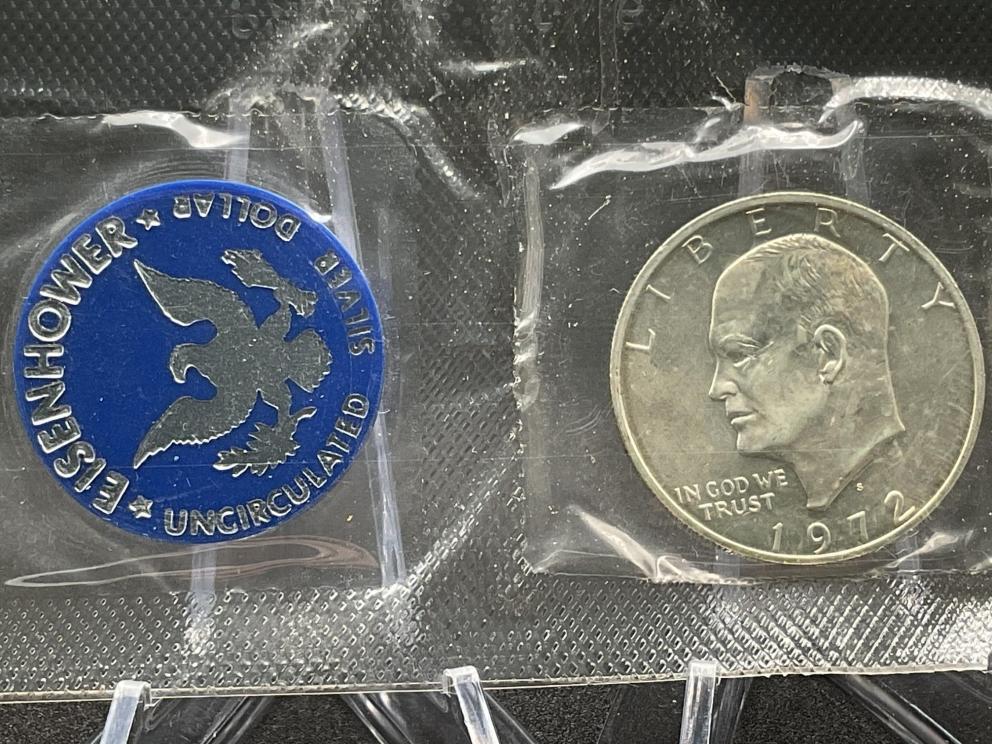 EISENHOWER
★ UNCIRCULATED SILVER DOLLAR ★
LIBERTY
IN GOD WE
TRUST
S
1972